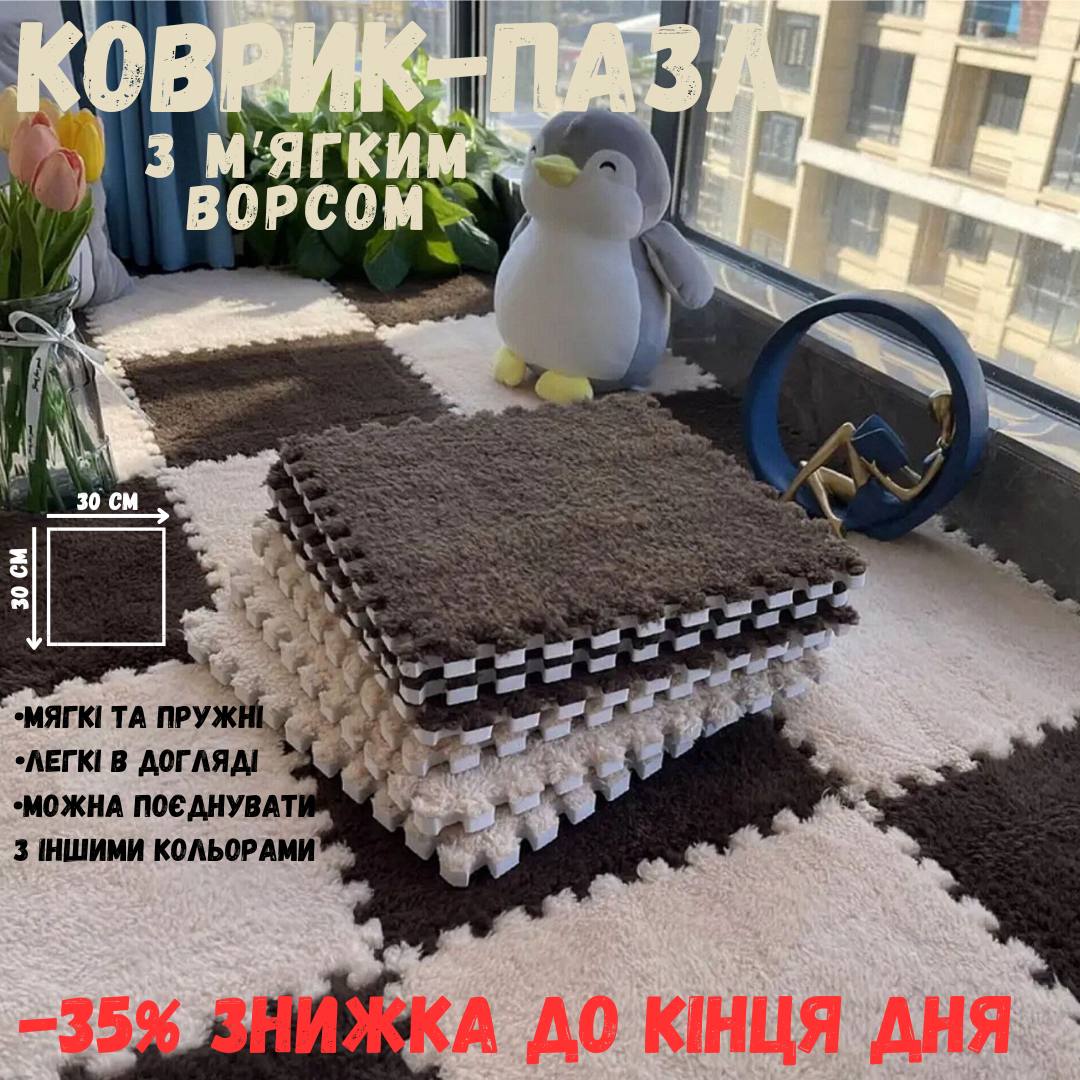 КОВРИК-ПАЗЛ
З М'ЯГКИМ
ВОРСОМ
30 СМ
30 СМ
•МЯГКІ ТА ПРУЖНІ
•ЛЕГКІ В ДОГЛЯДІ
•МОЖНА ПОЄДНУВАТИ
З ІНШИМИ КОЛЬОРАМИ
-35% ЗНИЖКА ДО КІНЦЯ ДНЯ